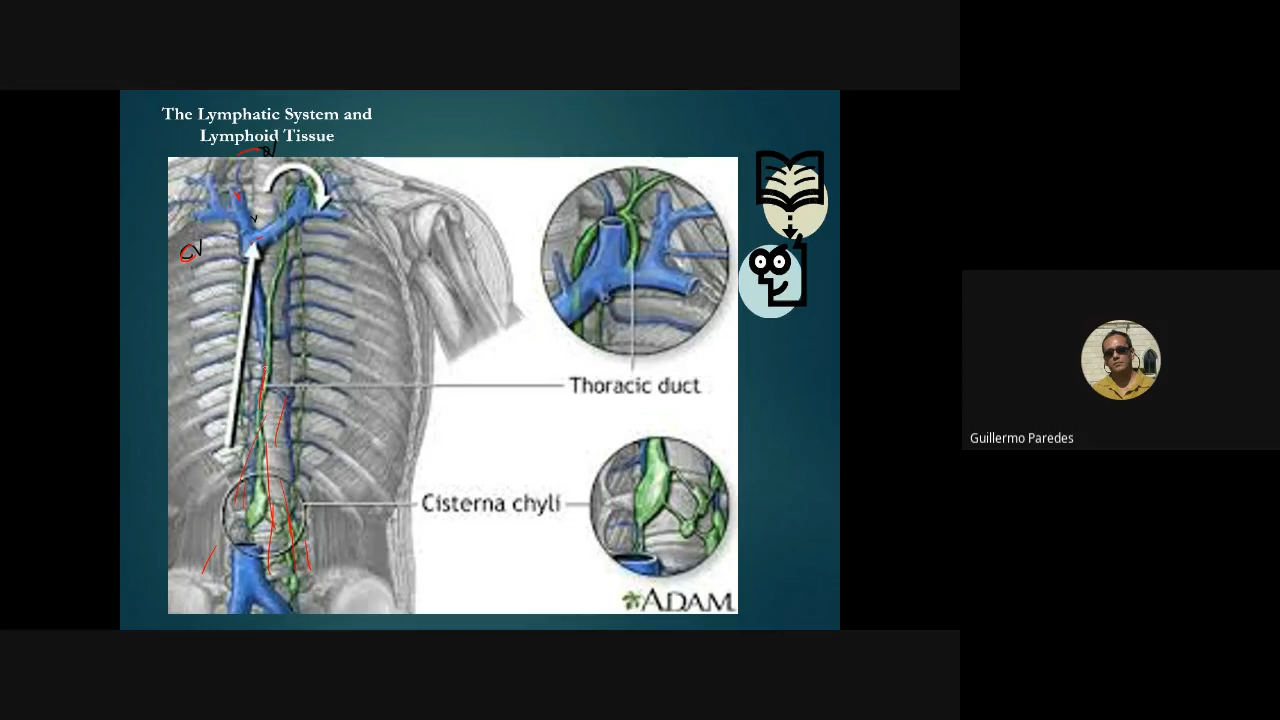 The Lymphatic System and
Lymphoid Tissue
Thoracic duct
Cisterna chyli
ADAM
Guillermo Paredes